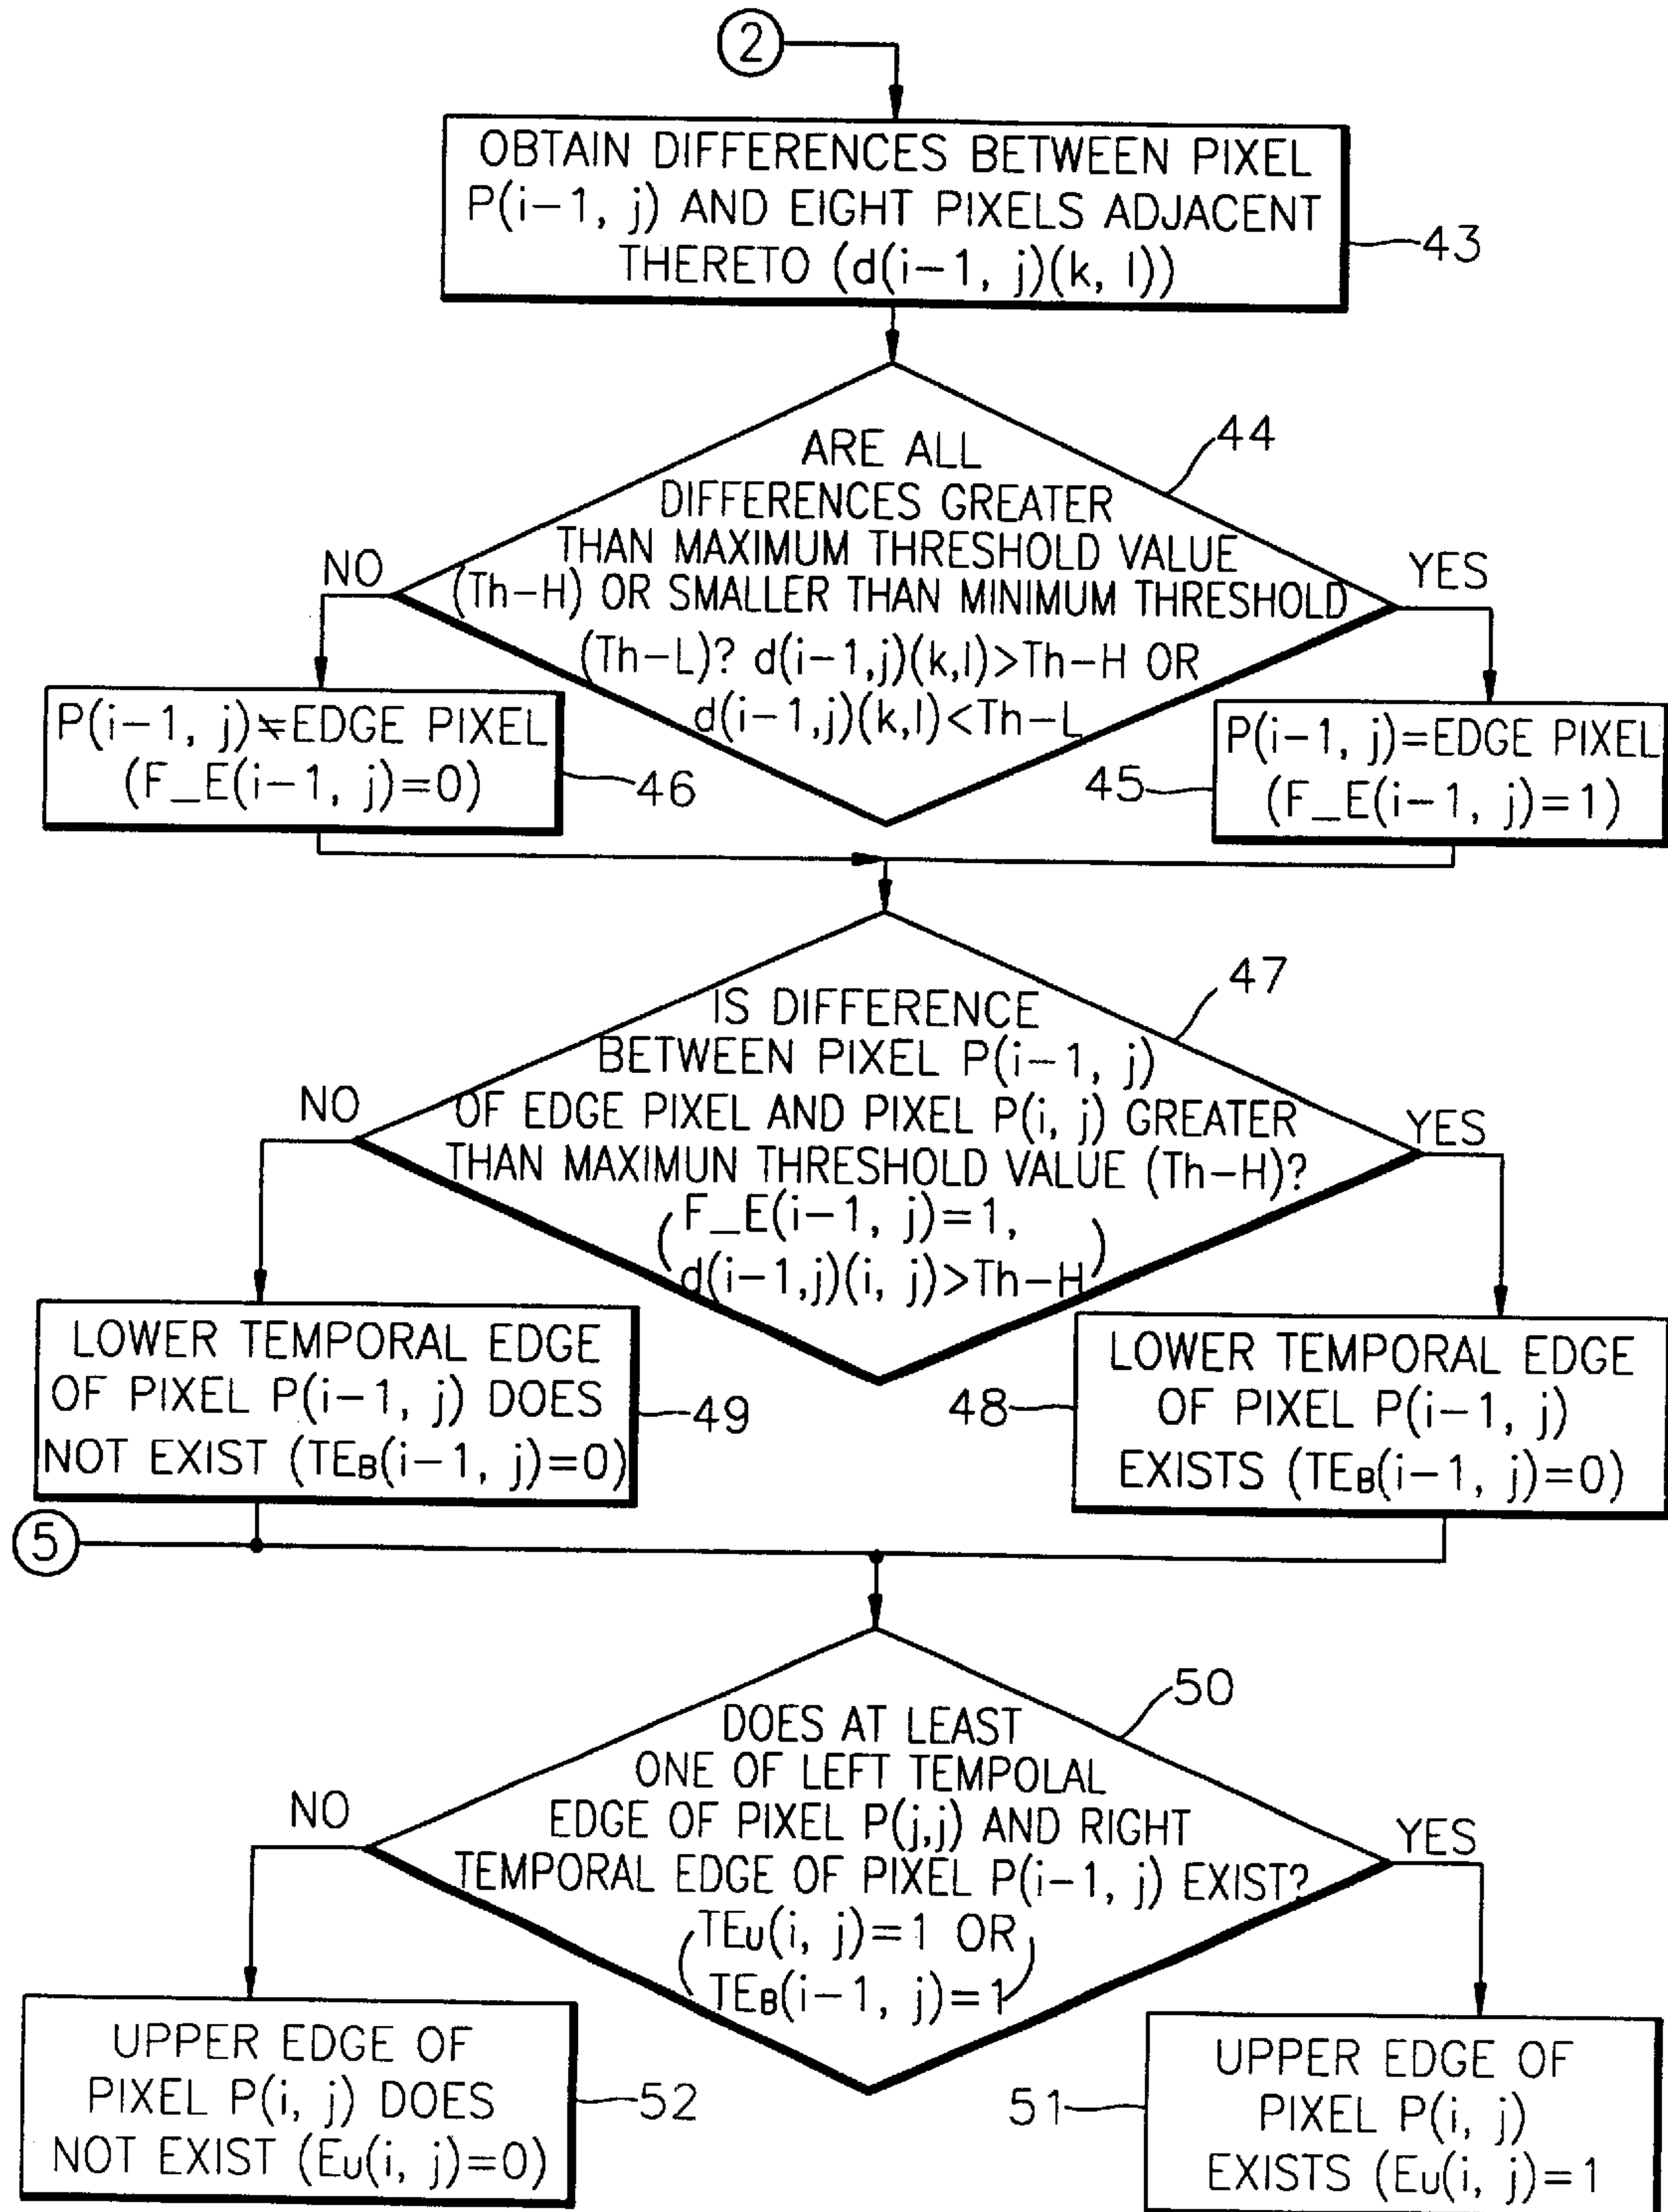 2
OBTAIN DIFFERENCES BETWEEN PIXEL
P(i-1, j) AND EIGHT PIXELS ADJACENT
THERETO (d(i-1, j)(k, l))
43
44
ARE ALL
DIFFERENCES GREATER
THAN MAXIMUM THRESHOLD VALUE
(Th-H) OR SMALLER THAN MINIMUM THRESHOLD
(Th-L)? d(i-1,j)(k,l)>Th-H OR
d(i-1,j)(k,l)<Th-L
NO
YES
P(i-1, j)≠EDGE PIXEL
(F_E(i-1, j)=0)
46
45
P(i-1, j)=EDGE PIXEL
(F_E(i-1, j)=1)
47
IS DIFFERENCE
BETWEEN PIXEL P(i-1, j)
OF EDGE PIXEL AND PIXEL P(i, j) GREATER
THAN MAXIMUN THRESHOLD VALUE (Th-H)?
(F_E(i-1, j)=1,
d(i-1,j)(i, j)>Th-H)
NO
YES
LOWER TEMPORAL EDGE
OF PIXEL P(i-1, j) DOES
NOT EXIST (TEB(i-1, j)=0)
49
48
LOWER TEMPORAL EDGE
OF PIXEL P(i-1, j)
EXISTS (TEB(i-1, j)=0)
5
50
DOES AT LEAST
ONE OF LEFT TEMPOLAL
EDGE OF PIXEL P(j,j) AND RIGHT
TEMPORAL EDGE OF PIXEL P(i-1, j) EXIST?
(TEU(i, j)=1 OR
TEB(i-1, j)=1)
NO
YES
UPPER EDGE OF
PIXEL P(i, j) DOES
NOT EXIST (EU(i, j)=0)
52
51
UPPER EDGE OF
PIXEL P(i, j)
EXISTS (EU(i, j)=1